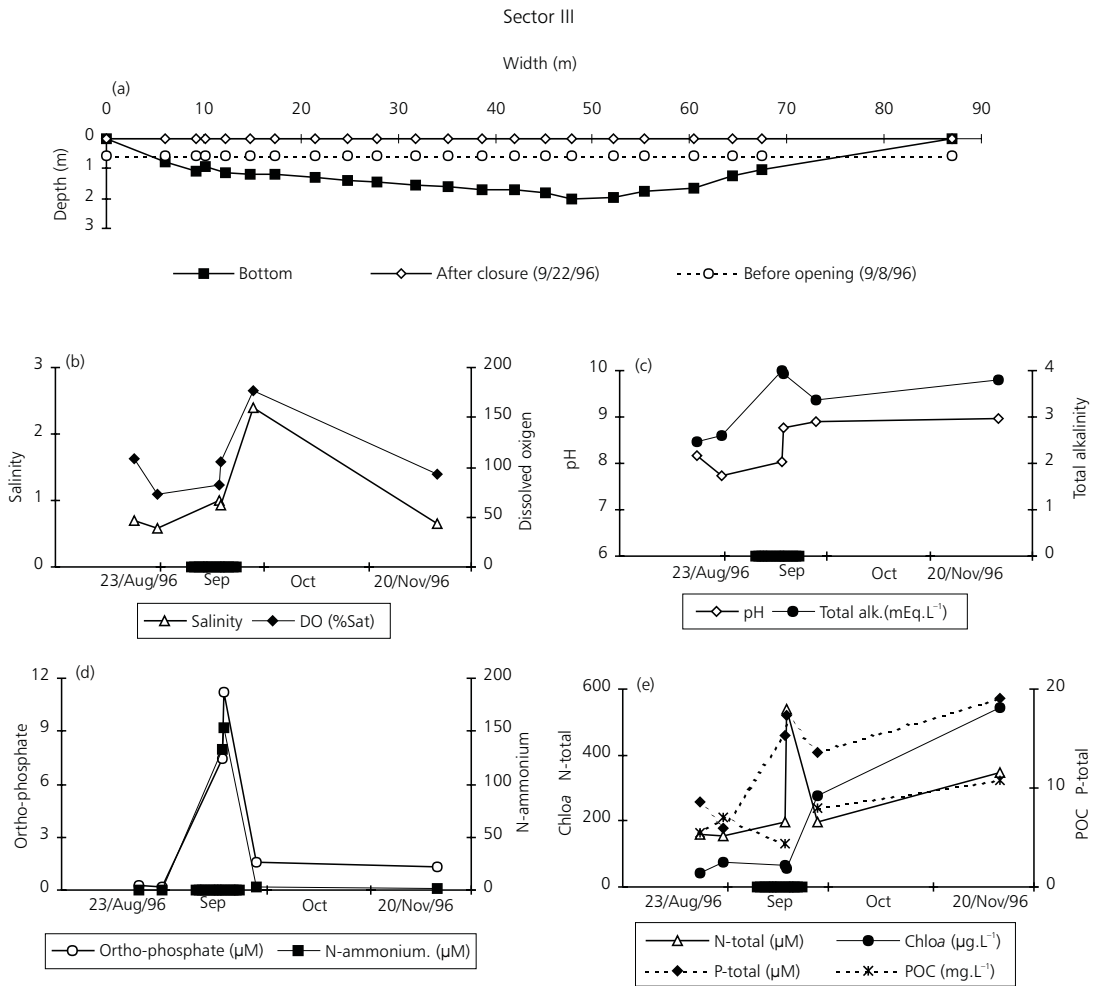 Sector III
Width (m)
(a)
0 10 20 30 40 50 60 70 80 90
Depth (m)
0
1
2
3
Bottom After closure (9/22/96) Before opening (9/8/96)
(b)
Salinity
3
2
1
0
Dissolved oxigen
200
150
100
50
0
23/Aug/96 Sep Oct 20/Nov/96
Salinity DO (%Sat)
(c)
pH
10
9
8
7
6
Total alkalinity
4
3
2
1
0
23/Aug/96 Sep Oct 20/Nov/96
pH Total alk.(mEq.L⁻¹)
(d)
Ortho-phosphate
12
9
6
3
0
N-ammonium
200
150
100
50
0
23/Aug/96 Sep Oct 20/Nov/96
Ortho-phosphate (µM) N-ammonium. (µM)
(e)
Chloa N-total
600
400
200
0
POC P-total
20
10
0
23/Aug/96 Sep Oct 20/Nov/96
N-total (µM) Chloa (µg.L⁻¹)
P-total (µM) POC (mg.L⁻¹)